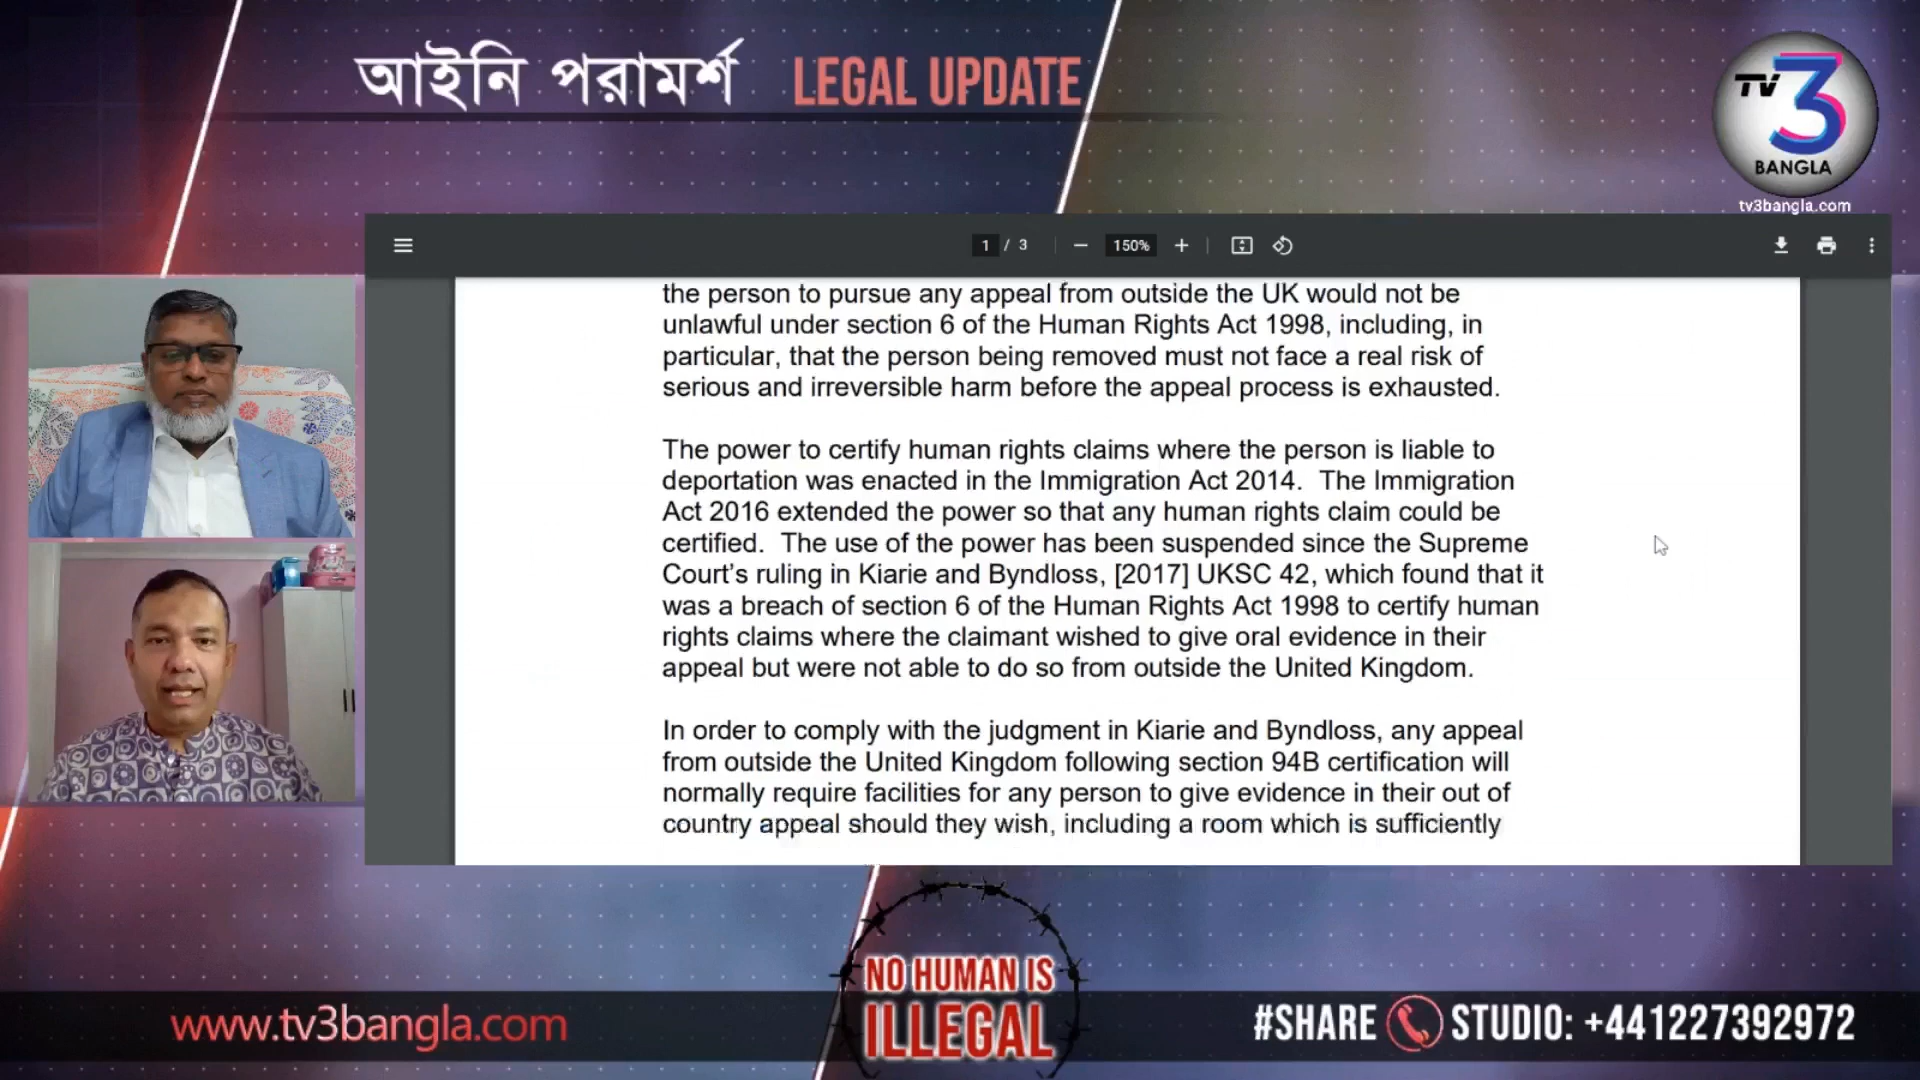 আইনি পরামর্শ LEGAL UPDATE
TV 3
BANGLA
tv3bangla.com
1 / 3 150%
the person to pursue any appeal from outside the UK would not be
unlawful under section 6 of the Human Rights Act 1998, including, in
particular, that the person being removed must not face a real risk of
serious and irreversible harm before the appeal process is exhausted.
The power to certify human rights claims where the person is liable to
deportation was enacted in the Immigration Act 2014. The Immigration
Act 2016 extended the power so that any human rights claim could be
certified. The use of the power has been suspended since the Supreme
Court’s ruling in Kiarie and Byndloss, [2017] UKSC 42, which found that it
was a breach of section 6 of the Human Rights Act 1998 to certify human
rights claims where the claimant wished to give oral evidence in their
appeal but were not able to do so from outside the United Kingdom.
In order to comply with the judgment in Kiarie and Byndloss, any appeal
from outside the United Kingdom following section 94B certification will
normally require facilities for any person to give evidence in their out of
country appeal should they wish, including a room which is sufficiently
NO HUMAN IS
ILLEGAL
www.tv3bangla.com
#SHARE STUDIO: +441227392972